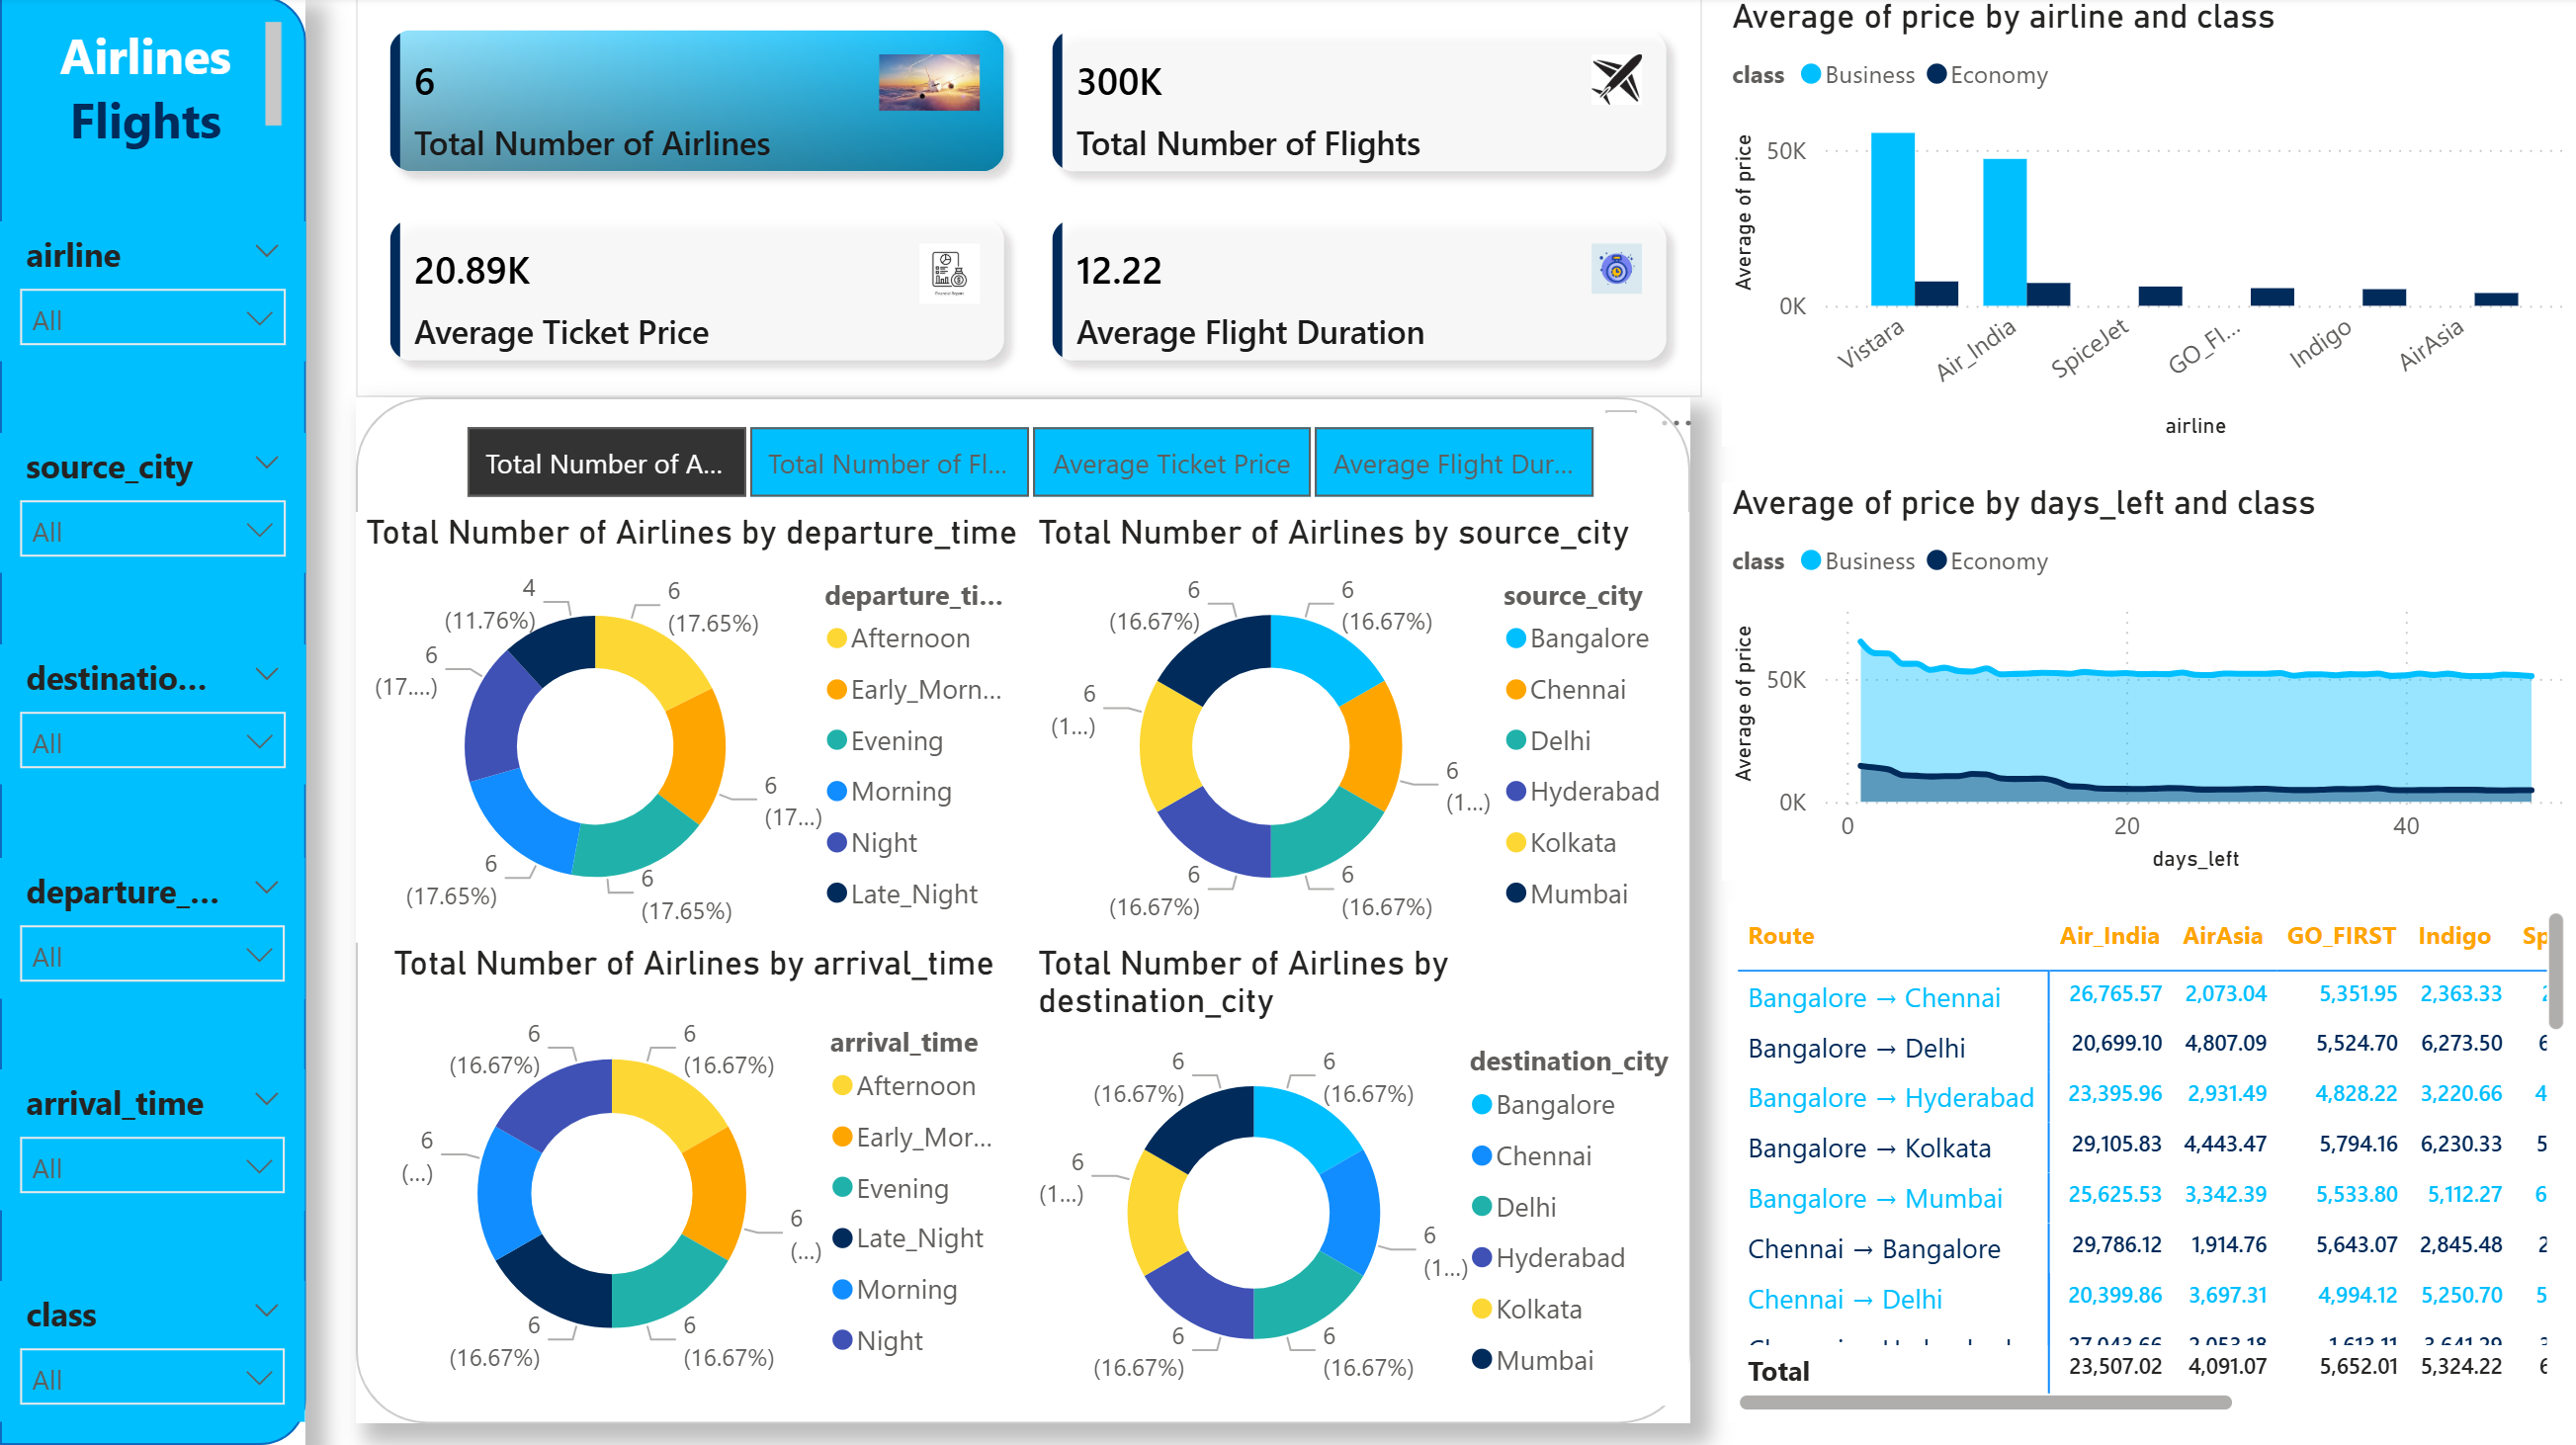 Airlines
Flights
airline
All
source_city
All
destinatio...
All
departure_...
All
arrival_time
All
class
All
6
Total Number of Airlines
300K
Total Number of Flights
20.89K
Average Ticket Price
12.22
Average Flight Duration
Total Number of A...
Total Number of Fl...
Average Ticket Price
Average Flight Dur...
Total Number of Airlines by departure_time
4
(11.76%)
6
(17.65%)
6
(17....)
6
(17...)
6
(17.65%)
6
(17.65%)
departure_ti...
Afternoon
Early_Morn...
Evening
Morning
Night
Late_Night
Total Number of Airlines by source_city
6
(16.67%)
6
(16.67%)
6
(1...)
6
(1...)
6
(16.67%)
6
(16.67%)
source_city
Bangalore
Chennai
Delhi
Hyderabad
Kolkata
Mumbai
Total Number of Airlines by arrival_time
6
(16.67%)
6
(16.67%)
6
(...)
6
(...)
6
(16.67%)
6
(16.67%)
arrival_time
Afternoon
Early_Mor...
Evening
Late_Night
Morning
Night
Total Number of Airlines by
destination_city
6
(16.67%)
6
(16.67%)
6
(1...)
6
(1...)
6
(16.67%)
6
(16.67%)
destination_city
Bangalore
Chennai
Delhi
Hyderabad
Kolkata
Mumbai
Average of price by airline and class
class Business Economy
Average of price
50K
0K
Vistara
Air_India
SpiceJet
GO_FI...
Indigo
AirAsia
airline
Average of price by days_left and class
class Business Economy
Average of price
50K
0K
0 20 40
days_left
Route Air_India AirAsia GO_FIRST Indigo Sp
Bangalore → Chennai 26,765.57 2,073.04 5,351.95 2,363.33
Bangalore → Delhi 20,699.10 4,807.09 5,524.70 6,273.50 6
Bangalore → Hyderabad 23,395.96 2,931.49 4,828.22 3,220.66 4
Bangalore → Kolkata 29,105.83 4,443.47 5,794.16 6,230.33 5
Bangalore → Mumbai 25,625.53 3,342.39 5,533.80 5,112.27 6
Chennai → Bangalore 29,786.12 1,914.76 5,643.07 2,845.48 2
Chennai → Delhi 20,399.86 3,697.31 4,994.12 5,250.70 5
Total 23,507.02 4,091.07 5,652.01 5,324.22 6